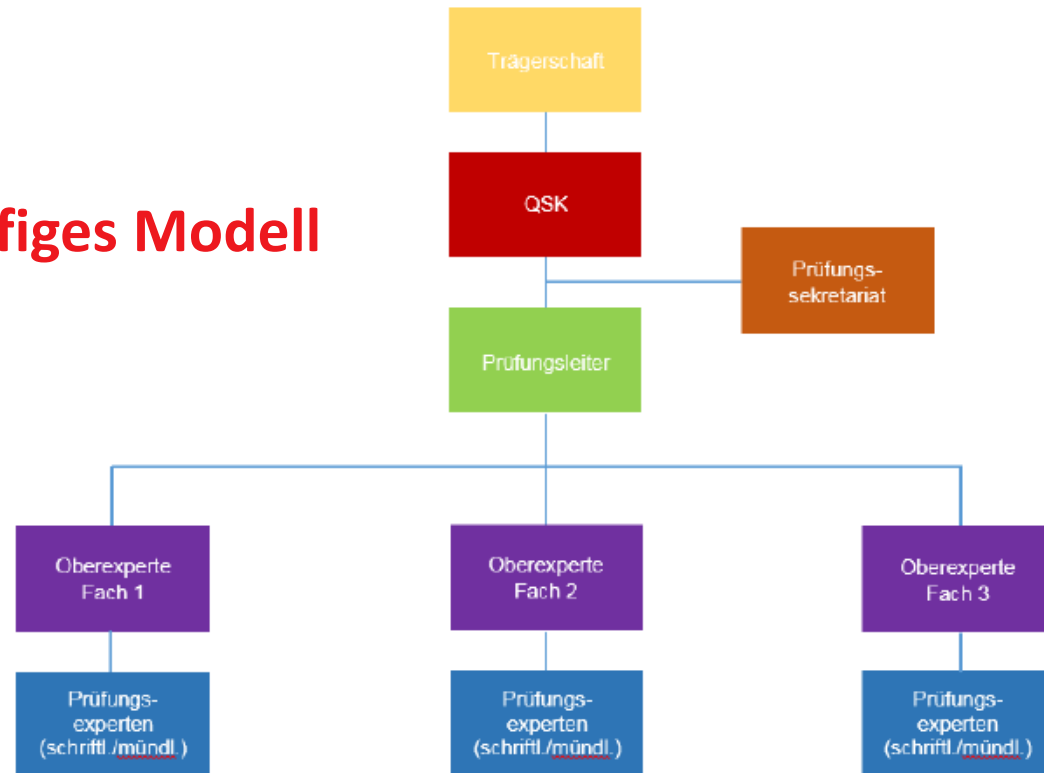 Trägerschaft
QSK
figes Modell
Prüfungs-
sekretariat
Prüfungsleiter
Oberexperte
Fach 1
Oberexperte
Fach 2
Oberexperte
Fach 3
Prüfungs-
experten
(schriftl./mündl.)
Prüfungs-
experten
(schriftl./mündl.)
Prüfungs-
experten
(schriftl./mündl.)